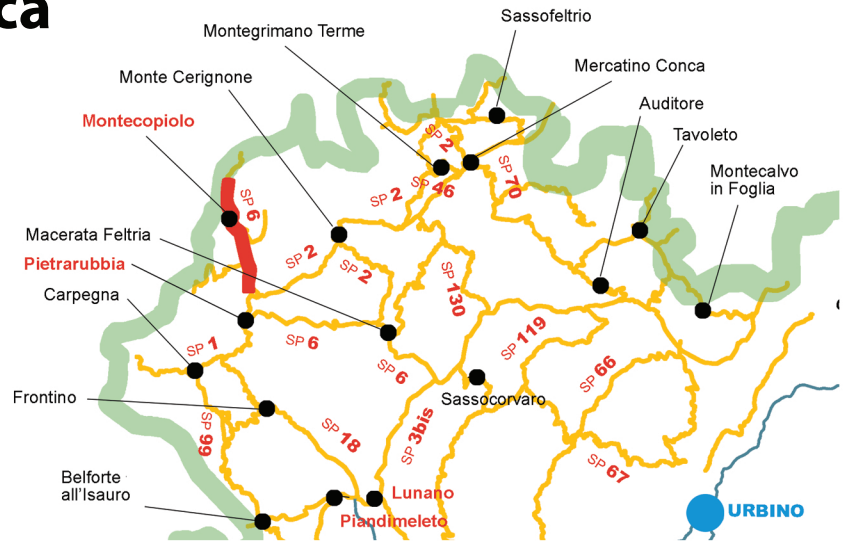 ca
Sassofeltrio
Montegrimano Terme
Mercatino Conca
Monte Cerignone
Auditore
Montecopiolo
Tavoleto
SP 2
Montecalvo
in Foglia
SP 70
SP 46
SP 2
SP 6
Macerata Feltria
SP 2
SP 2
Pietrarubbia
SP 130
Carpegna
SP 119
SP 6
SP 1
SP 6
SP 66
Frontino
Sassocorvaro
SP 99
SP 18
SP 3bis
SP 67
Belforte
all'Isauro
Lunano
Piandimeleto
URBINO